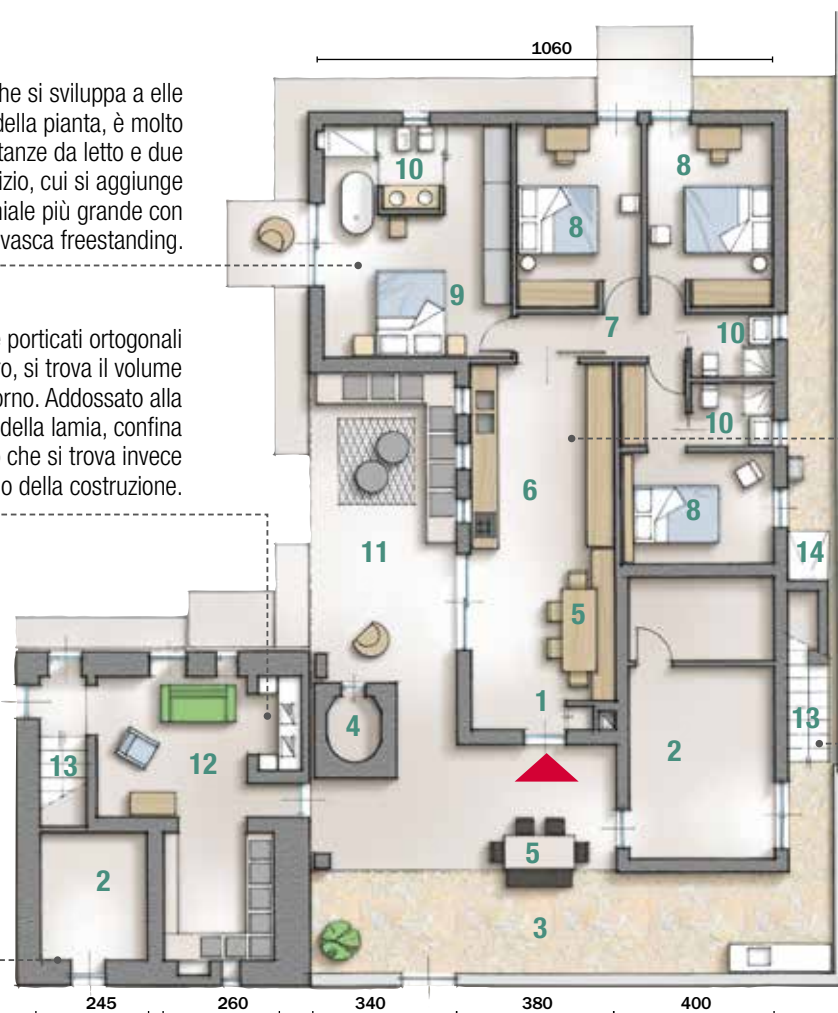 1060
he si sviluppa a elle
della pianta, è molto
tanze da letto e due
izio, cui si aggiunge
niale più grande con
vasca freestanding.
porticati ortogonali
o, si trova il volume
orno. Addossato alla
della lamia, confina
che si trova invece
o della costruzione.
10
8
8
9
7
10
10
6
8
11
14
5
1
4
13
12
2
13
5
2
3
245
260
340
380
400